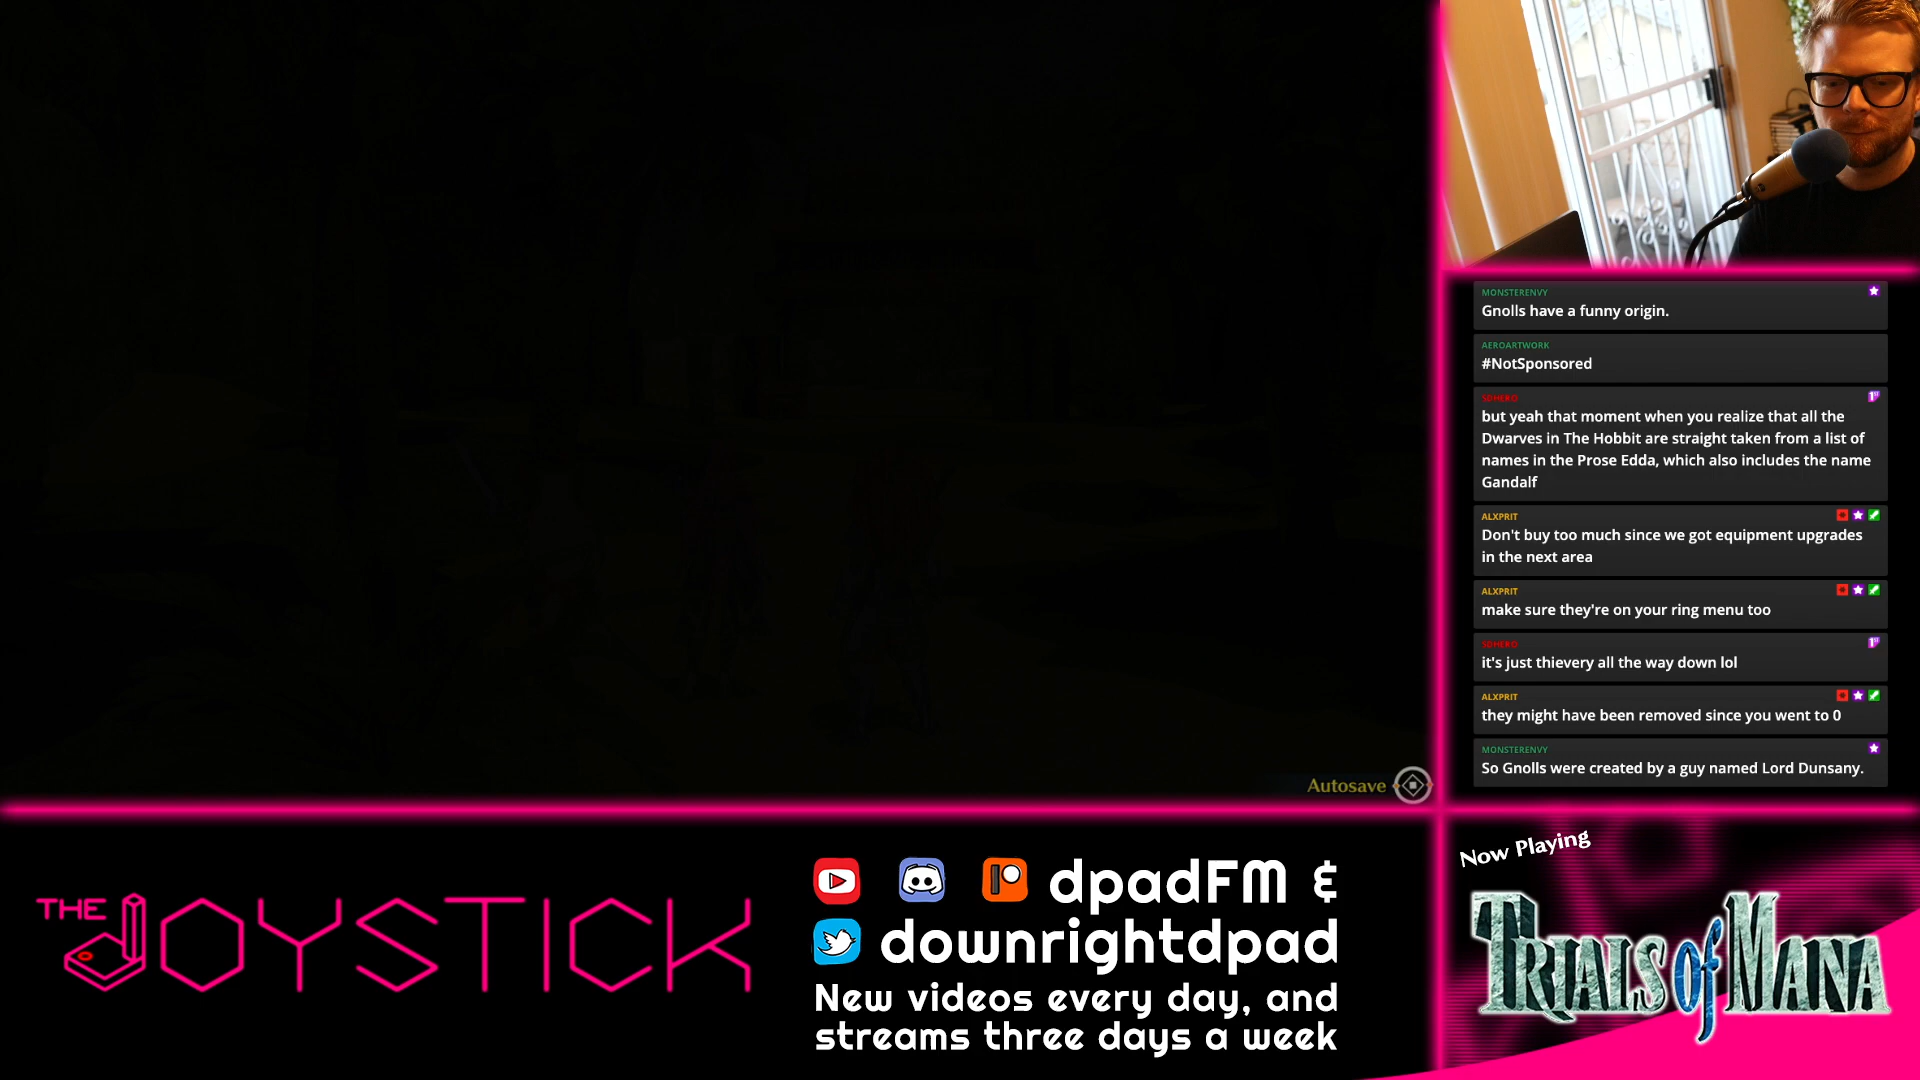 MONSTERENVY
Gnolls have a funny origin.
AEROARTWORK
#NotSponsored
SDHERO
but yeah that moment when you realize that all the
Dwarves in The Hobbit are straight taken from a list of
names in the Prose Edda, which also includes the name
Gandalf
ALXPRIT
Don't buy too much since we got equipment upgrades
in the next area
ALXPRIT
make sure they're on your ring menu too
SDHERO
it's just thievery all the way down lol
ALXPRIT
they might have been removed since you went to 0
MONSTERENVY
So Gnolls were created by a guy named Lord Dunsany.
Autosave
THE JOYSTICK
dpadFM &
downrightdpad
New videos every day, and
streams three days a week
Now Playing
TRIALS of MANA